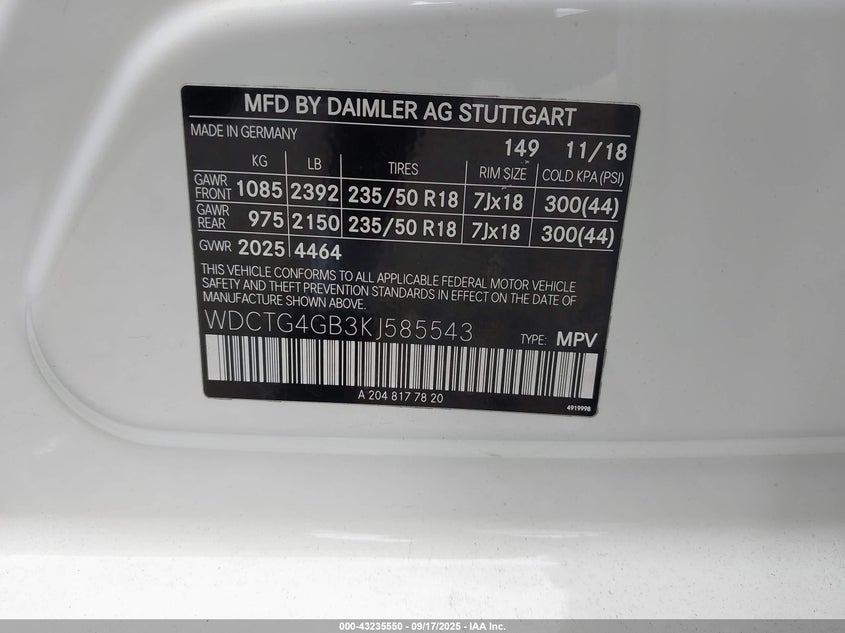 MFD BY DAIMLER AG STUTTGART
MADE IN GERMANY 149 11/18
KG LB TIRES RIM SIZE COLD KPA (PSI)
GAWR FRONT 1085 2392 235/50 R18 7Jx18 300(44)
GAWR REAR 975 2150 235/50 R18 7Jx18 300(44)
GVWR 2025 4464
THIS VEHICLE CONFORMS TO ALL APPLICABLE FEDERAL MOTOR VEHICLE
SAFETY AND THEFT PREVENTION STANDARDS IN EFFECT ON THE DATE OF
MANUFACTURE SHOWN ABOVE.
WDCTG4GB3KJ585543 TYPE: MPV
A 204 817 78 20
4919998
000-43235550 - 09/17/2025 - IAA Inc.